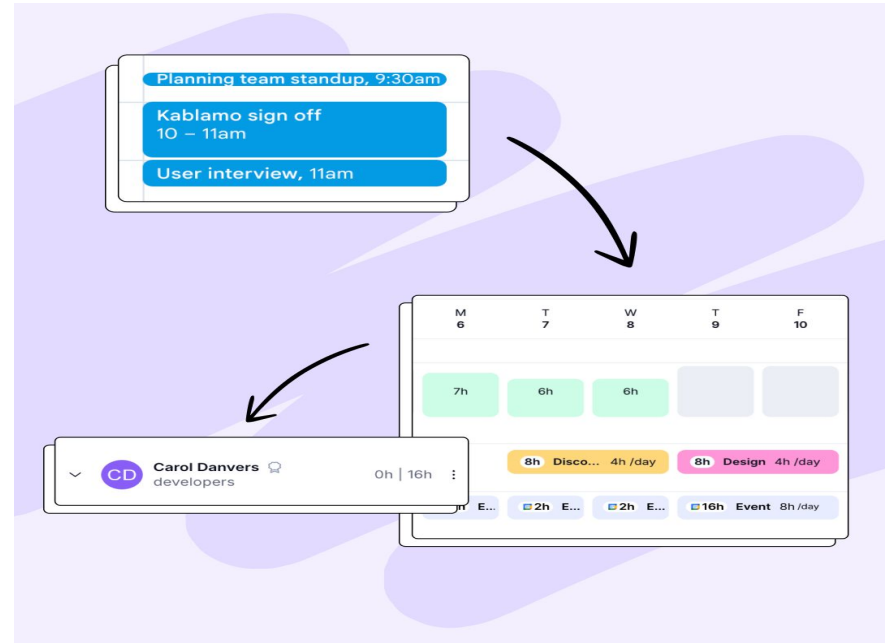 Planning team standup, 9:30am
Kablamo sign off
10 – 11am
User interview, 11am
M T W T F
6 7 8 9 10
7h 6h 6h
8h Disco... 4h /day 8h Design 4h /day
E... 2h E... 2h E... 16h Event 8h /day
CD Carol Danvers 0h | 16h
developers